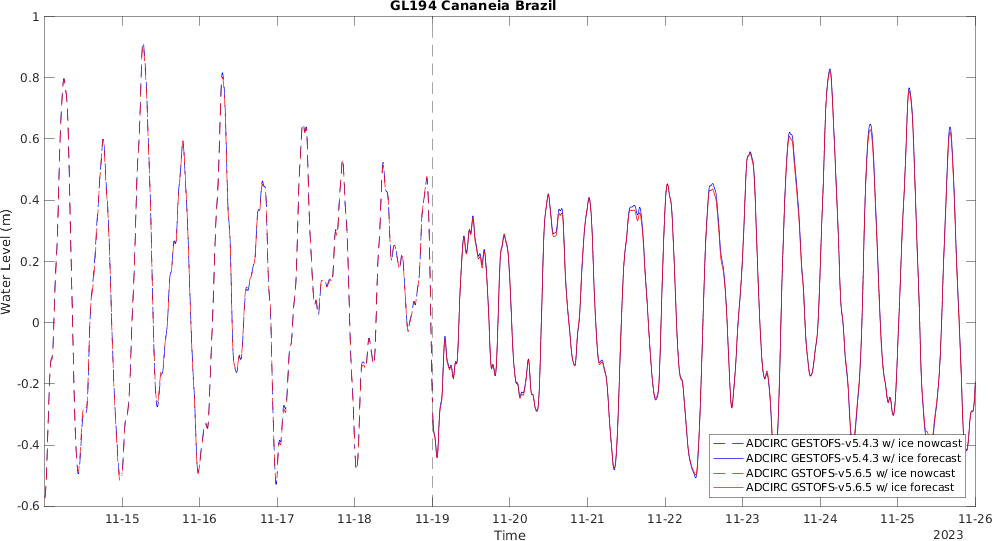 GL194 Cananeia Brazil
Water Level (m)
1
0.8
0.6
0.4
0.2
0
-0.2
-0.4
-0.6
ADCIRC GESTOFS-v5.4.3 w/ ice nowcast
ADCIRC GESTOFS-v5.4.3 w/ ice forecast
ADCIRC GSTOFS-v5.6.5 w/ ice nowcast
ADCIRC GSTOFS-v5.6.5 w/ ice forecast
11-15 11-16 11-17 11-18 11-19 11-20 11-21 11-22 11-23 11-24 11-25 11-26
Time
2023